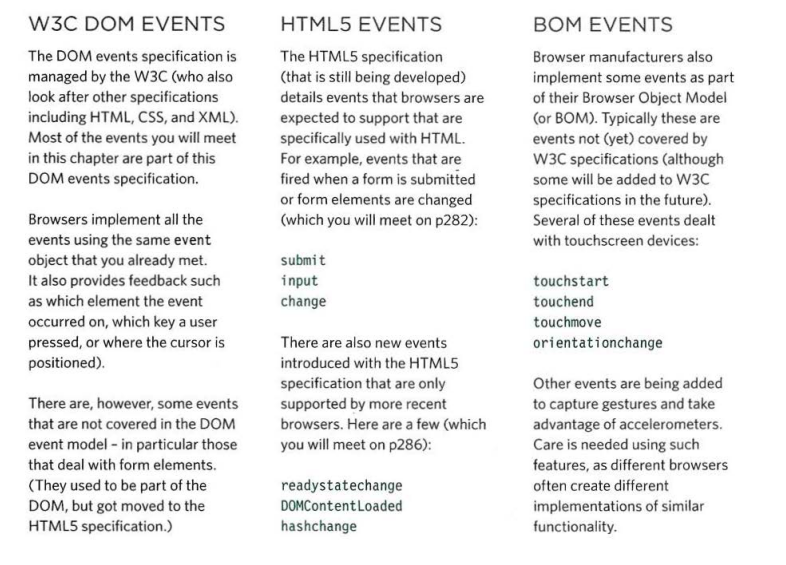 W3C DOM EVENTS
The DOM events specification is
managed by the W3C (who also
look after other specifications
including HTML, CSS, and XML).
Most of the events you will meet
in this chapter are part of this
DOM events specification.
Browsers implement all the
events using the same event
object that you already met.
It also provides feedback such
as which element the event
occurred on, which key a user
pressed, or where the cursor is
positioned).
There are, however, some events
that are not covered in the DOM
event model – in particular those
that deal with form elements.
(They used to be part of the
DOM, but got moved to the
HTML5 specification.)
HTML5 EVENTS
The HTML5 specification
(that is still being developed)
details events that browsers are
expected to support that are
specifically used with HTML.
For example, events that are
fired when a form is submitted
or form elements are changed
(which you will meet on p282):
submit
input
change
There are also new events
introduced with the HTML5
specification that are only
supported by more recent
browsers. Here are a few (which
you will meet on p286):
readystatechange
DOMContentLoaded
hashchange
BOM EVENTS
Browser manufacturers also
implement some events as part
of their Browser Object Model
(or BOM). Typically these are
events not (yet) covered by
W3C specifications (although
some will be added to W3C
specifications in the future).
Several of these events dealt
with touchscreen devices:
touchstart
touchend
touchmove
orientationchange
Other events are being added
to capture gestures and take
advantage of accelerometers.
Care is needed using such
features, as different browsers
often create different
implementations of similar
functionality.